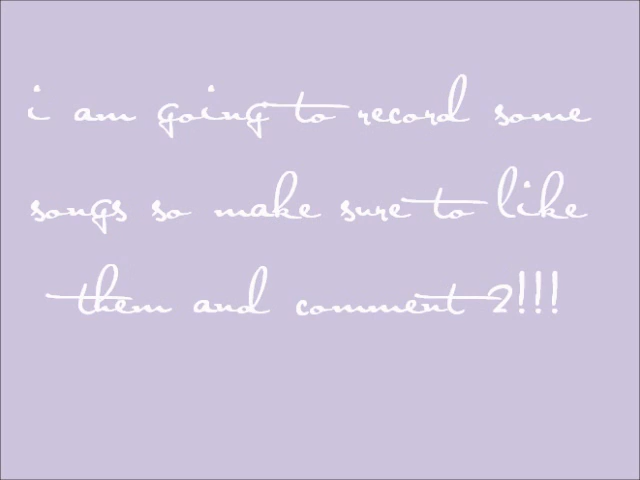 i am going to record some
songs so make sure to like
them and comment 2!!!